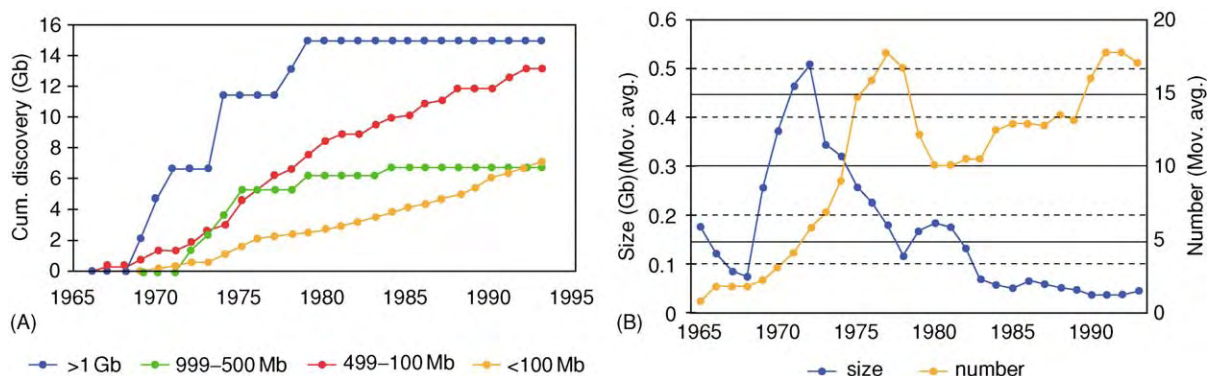 Cum. discovery (Gb)
16
14
12
10
8
6
4
2
0
1965 1970 1975 1980 1985 1990 1995
(A)
>1 Gb 999–500 Mb 499–100 Mb <100 Mb
Size (Gb)(Mov. avg.)
0.6
0.5
0.4
0.3
0.2
0.1
0
20
15
10
5
0
Number (Mov. avg.)
1965 1970 1975 1980 1985 1990
(B)
size number